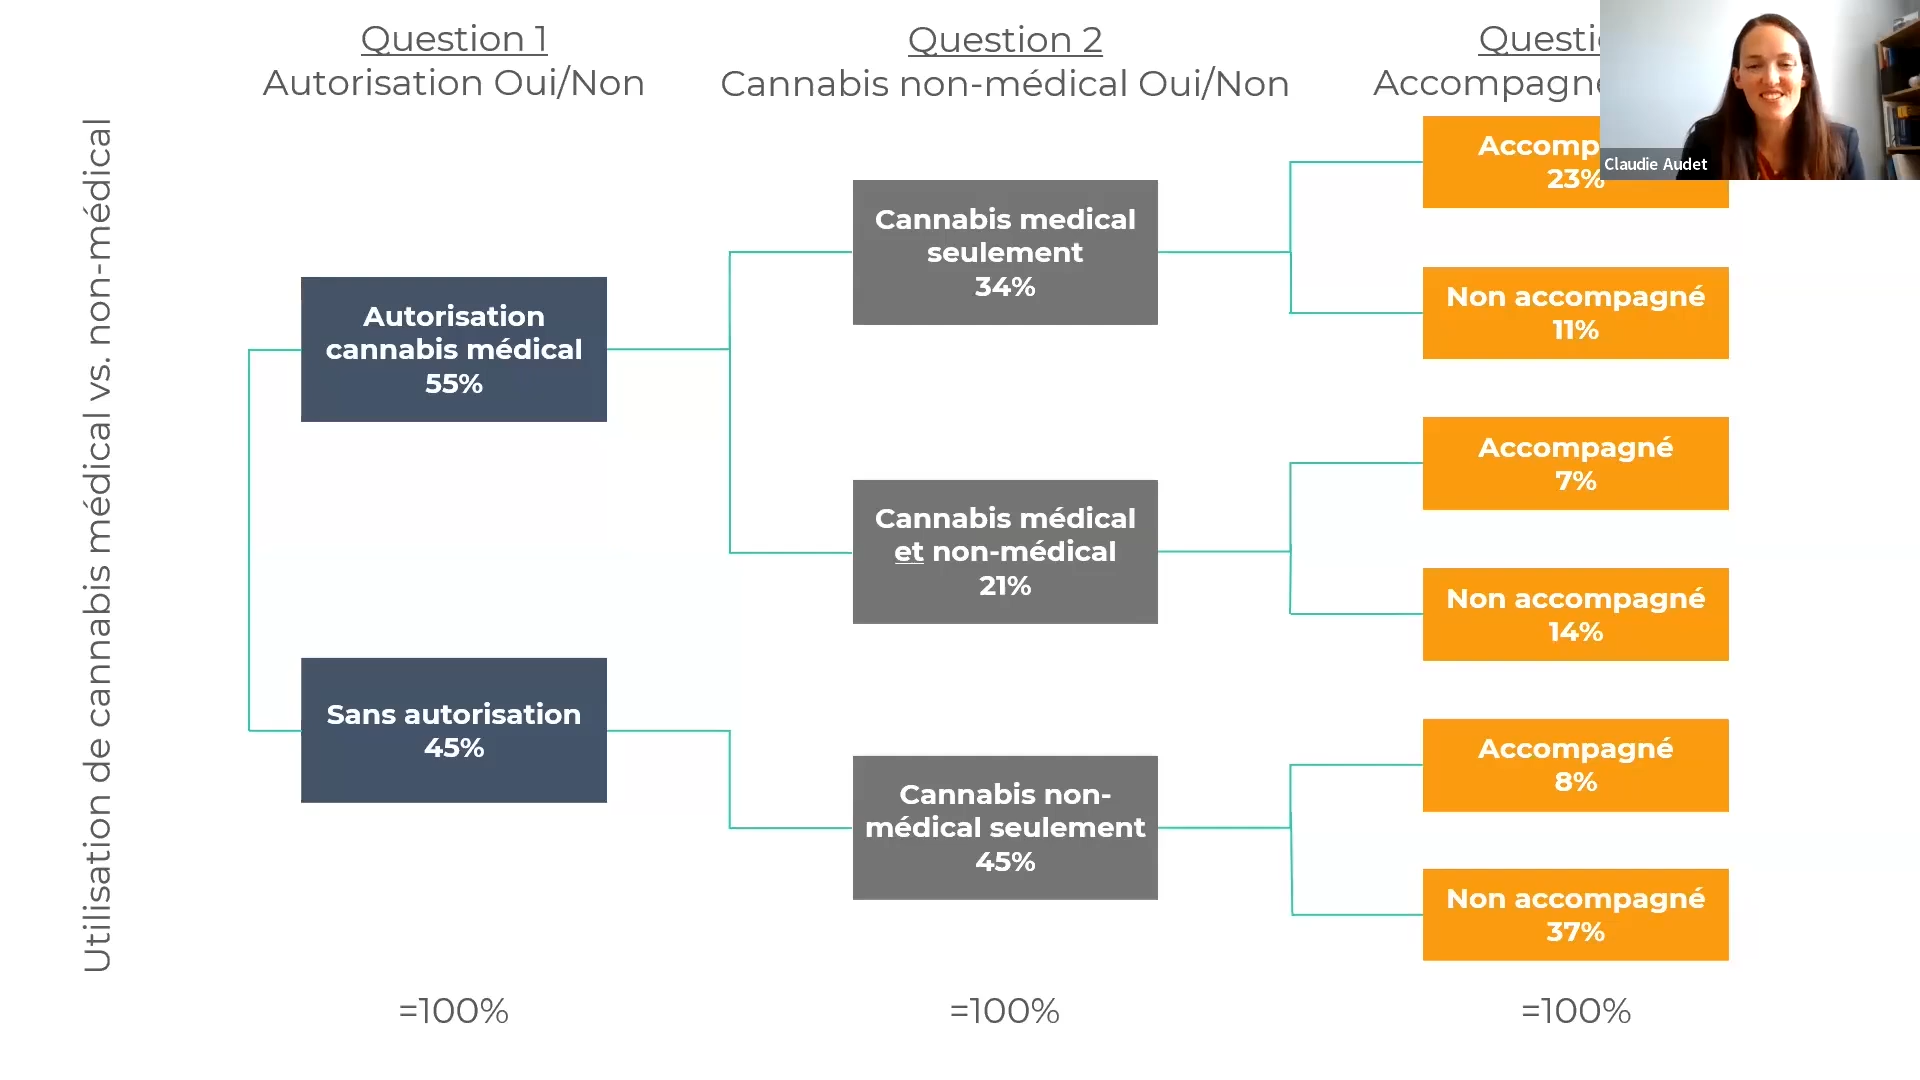 Question 1
Autorisation Oui/Non
Question 2
Cannabis non-médical Oui/Non
Utilisation de cannabis médical vs. non-médical
Autorisation
cannabis médical
55%
Sans autorisation
45%
Cannabis medical
seulement
34%
Cannabis médical
et non-médical
21%
Cannabis non-
médical seulement
45%
23%
Non accompagné
11%
Accompagné
7%
Non accompagné
14%
Accompagné
8%
Non accompagné
37%
Claudie Audet
=100%
=100%
=100%